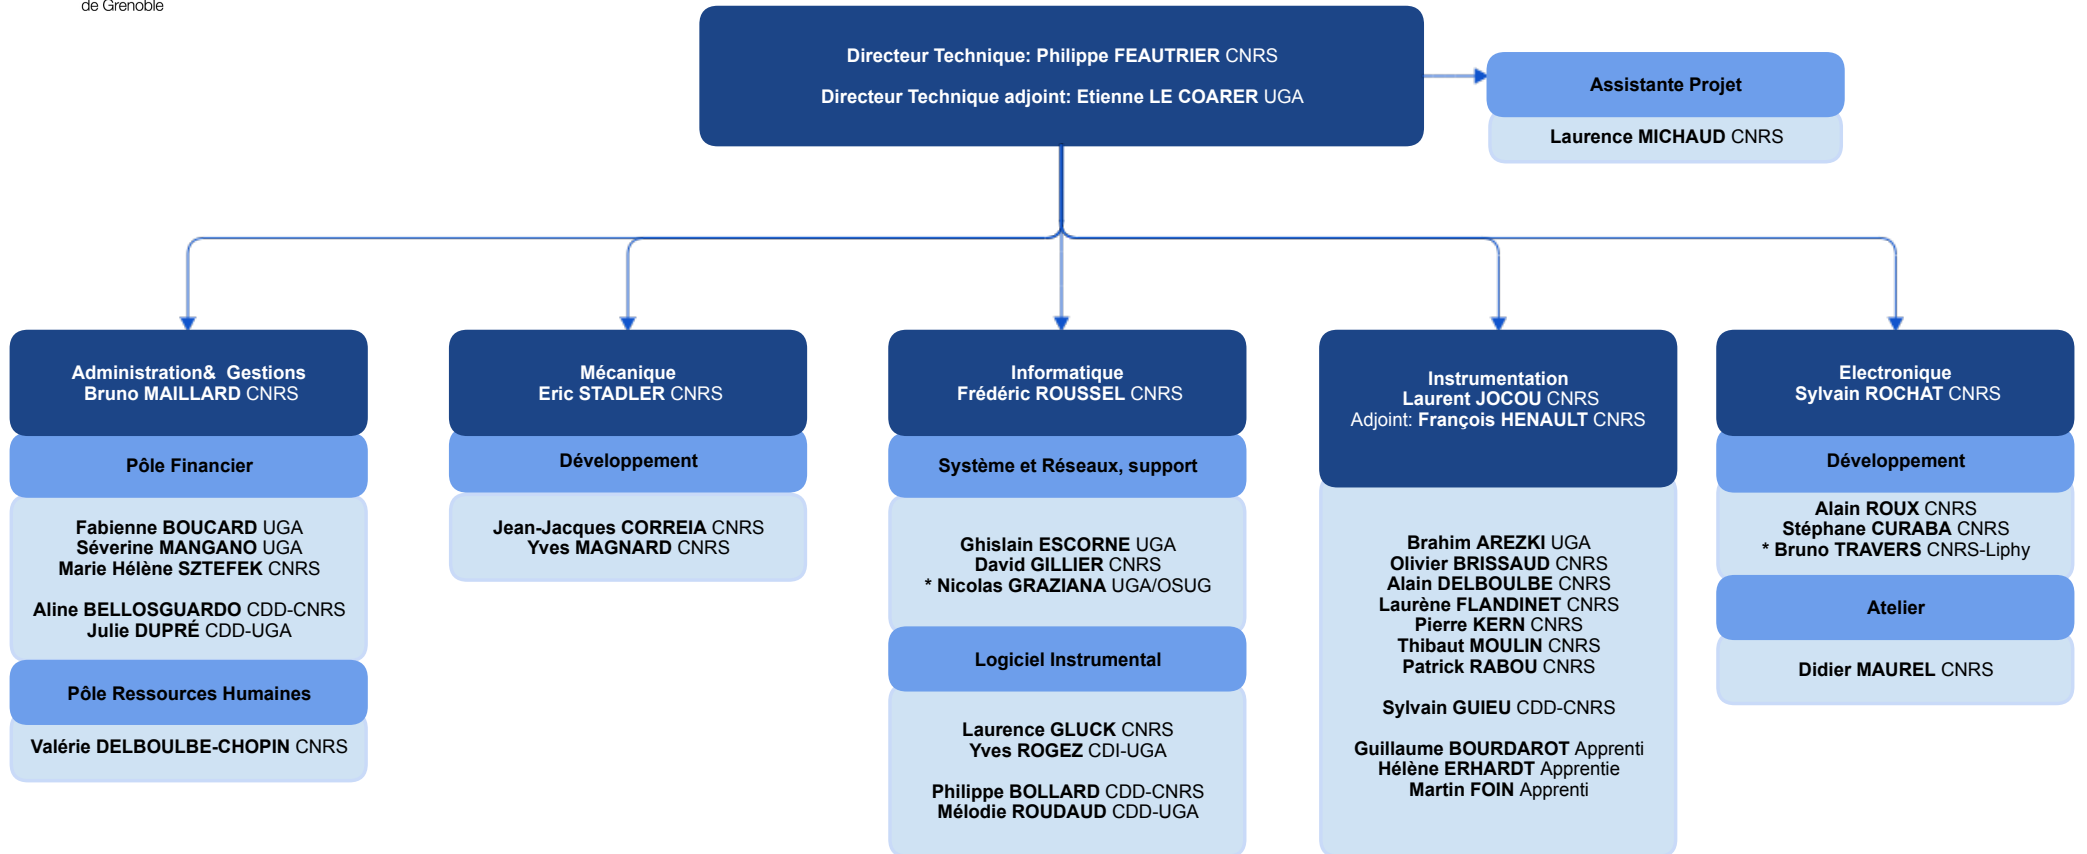 de Grenoble
Directeur Technique: Philippe FEAUTRIER CNRS
Directeur Technique adjoint: Etienne LE COARER UGA
Assistante Projet
Laurence MICHAUD CNRS
Administration&  Gestions
Bruno MAILLARD CNRS
Pôle Financier
Fabienne BOUCARD UGA
Séverine MANGANO UGA
Marie Hélène SZTEFEK CNRS
Aline BELLOSGUARDO CDD-CNRS
Julie DUPRÉ CDD-UGA
Pôle Ressources Humaines
Valérie DELBOULBE-CHOPIN CNRS
Mécanique
Eric STADLER CNRS
Développement
Jean-Jacques CORREIA CNRS
Yves MAGNARD CNRS
Informatique
Frédéric ROUSSEL CNRS
Système et Réseaux, support
Ghislain ESCORNE UGA
David GILLIER CNRS
* Nicolas GRAZIANA UGA/OSUG
Logiciel Instrumental
Laurence GLUCK CNRS
Yves ROGEZ CDI-UGA
Philippe BOLLARD CDD-CNRS
Mélodie ROUDAUD CDD-UGA
Instrumentation
Laurent JOCOU CNRS
Adjoint: François HENAULT CNRS
Brahim AREZKI UGA
Olivier BRISSAUD CNRS
Alain DELBOULBE CNRS
Laurène FLANDINET CNRS
Pierre KERN CNRS
Thibaut MOULIN CNRS
Patrick RABOU CNRS
Sylvain GUIEU CDD-CNRS
Guillaume BOURDAROT Apprenti
Hélène ERHARDT Apprentie
Martin FOIN Apprenti
Electronique
Sylvain ROCHAT CNRS
Développement
Alain ROUX CNRS
Stéphane CURABA CNRS
* Bruno TRAVERS CNRS-Liphy
Atelier
Didier MAUREL CNRS